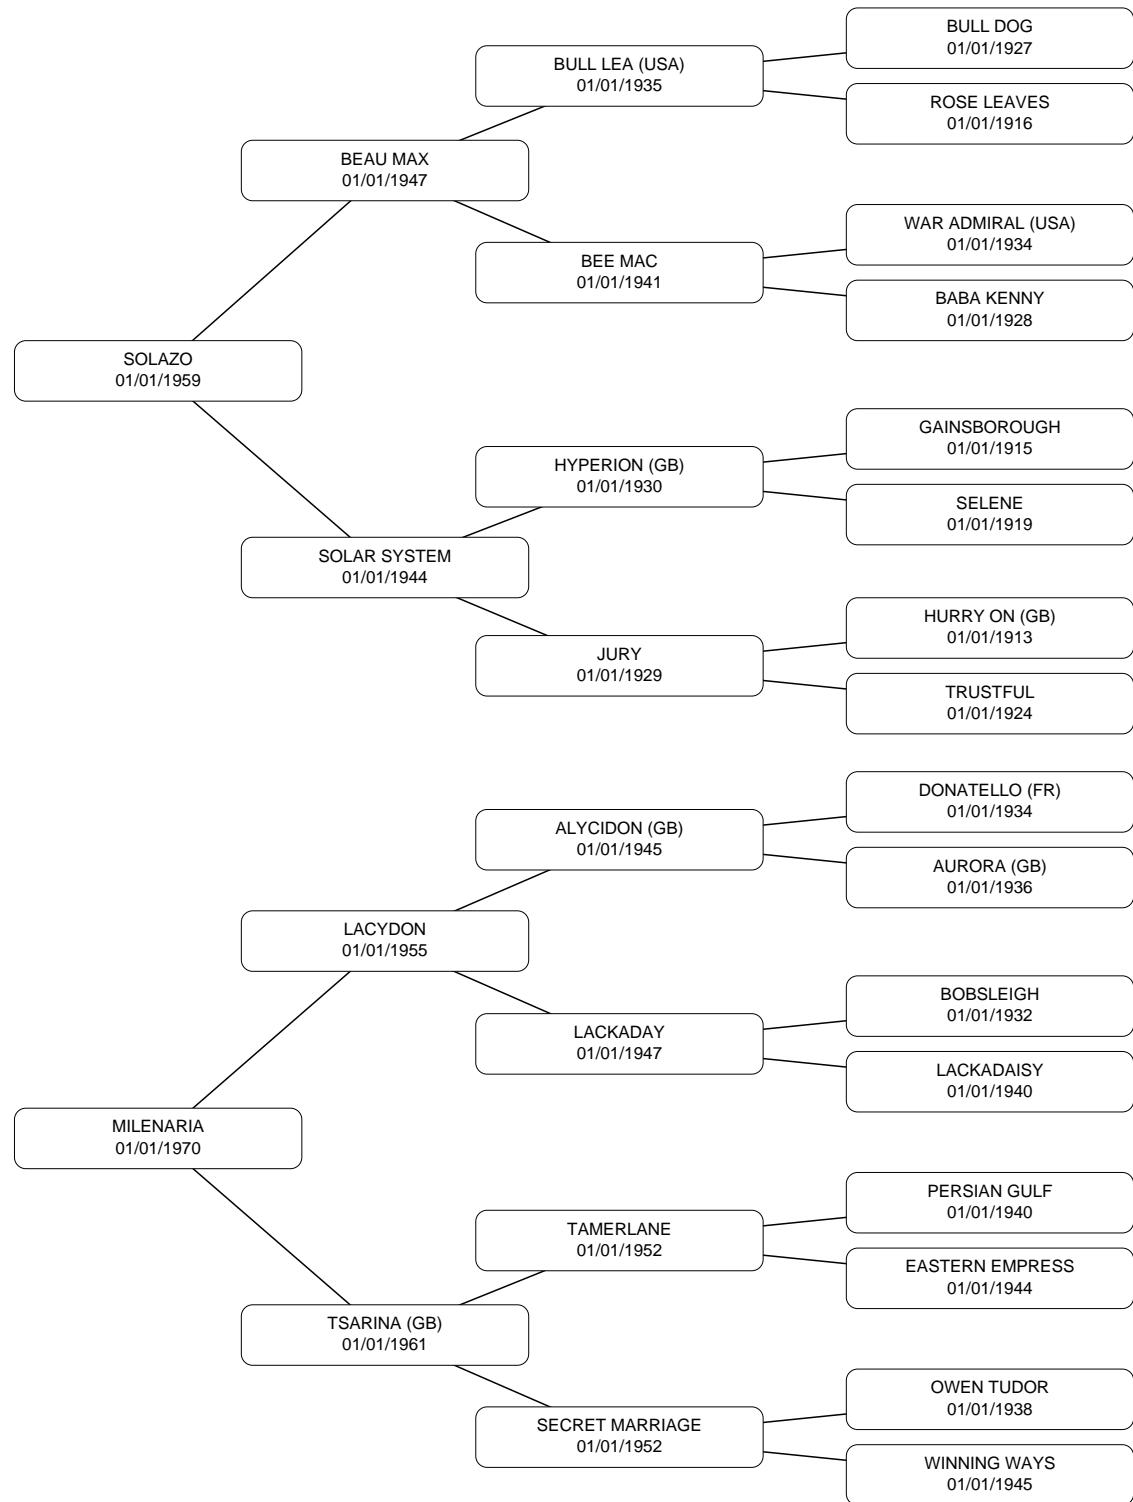 BULL DOG
01/01/1927
BULL LEA (USA)
01/01/1935
ROSE LEAVES
01/01/1916
BEAU MAX
01/01/1947
WAR ADMIRAL (USA)
01/01/1934
BEE MAC
01/01/1941
BABA KENNY
01/01/1928
SOLAZO
01/01/1959
GAINSBOROUGH
01/01/1915
HYPERION (GB)
01/01/1930
SELENE
01/01/1919
SOLAR SYSTEM
01/01/1944
HURRY ON (GB)
01/01/1913
JURY
01/01/1929
TRUSTFUL
01/01/1924
DONATELLO (FR)
01/01/1934
ALYCIDON (GB)
01/01/1945
AURORA (GB)
01/01/1936
LACYDON
01/01/1955
BOBSLEIGH
01/01/1932
LACKADAY
01/01/1947
LACKADAISY
01/01/1940
MILENARIA
01/01/1970
PERSIAN GULF
01/01/1940
TAMERLANE
01/01/1952
EASTERN EMPRESS
01/01/1944
TSARINA (GB)
01/01/1961
OWEN TUDOR
01/01/1938
SECRET MARRIAGE
01/01/1952
WINNING WAYS
01/01/1945